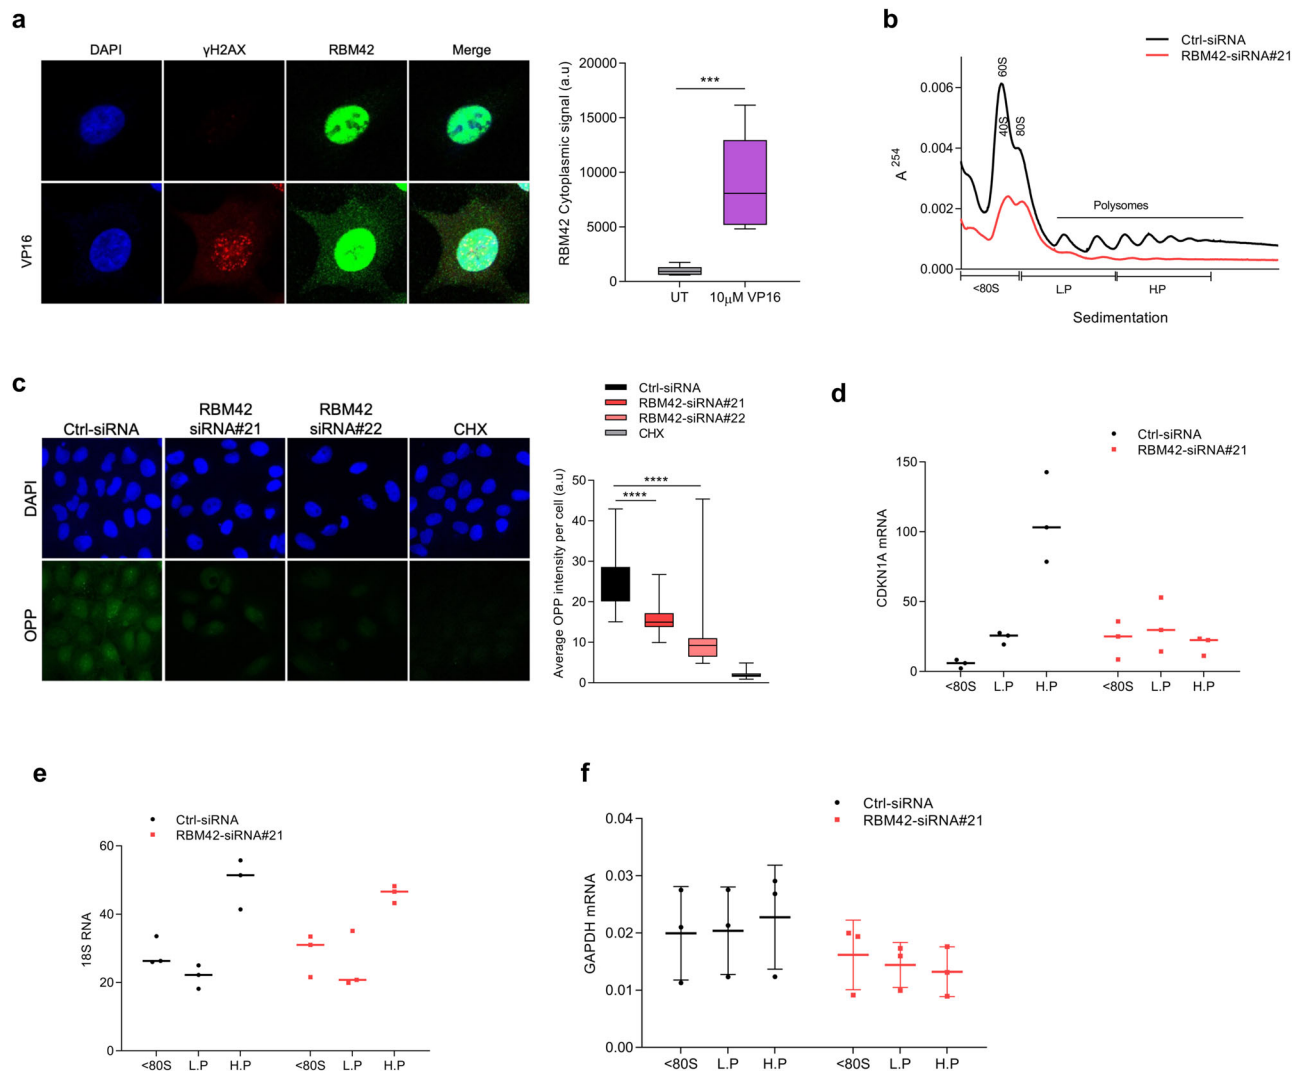 a
DAPI
γH2AX
RBM42
Merge
VP16
RBM42 Cytoplasmic signal (a.u)
20000
15000
10000
5000
0
***
UT
10μM VP16
b
Ctrl-siRNA
RBM42-siRNA#21
A 254
0.006
0.004
0.002
0.000
60S
40S
80S
Polysomes
<80S
L.P
H.P
Sedimentation
c
Ctrl-siRNA
RBM42
siRNA#21
RBM42
siRNA#22
CHX
DAPI
OPP
Ctrl-siRNA
RBM42-siRNA#21
RBM42-siRNA#22
CHX
Average OPP intensity per cell (a.u)
50
40
30
20
10
0
****
****
d
Ctrl-siRNA
RBM42-siRNA#21
CDKN1A mRNA
150
100
50
0
<80S
L.P
H.P
<80S
L.P
H.P
e
Ctrl-siRNA
RBM42-siRNA#21
18S RNA
60
40
20
0
<80S
L.P
H.P
<80S
L.P
H.P
f
Ctrl-siRNA
RBM42-siRNA#21
GAPDH mRNA
0.04
0.03
0.02
0.01
0.00
<80S
L.P
H.P
<80S
L.P
H.P